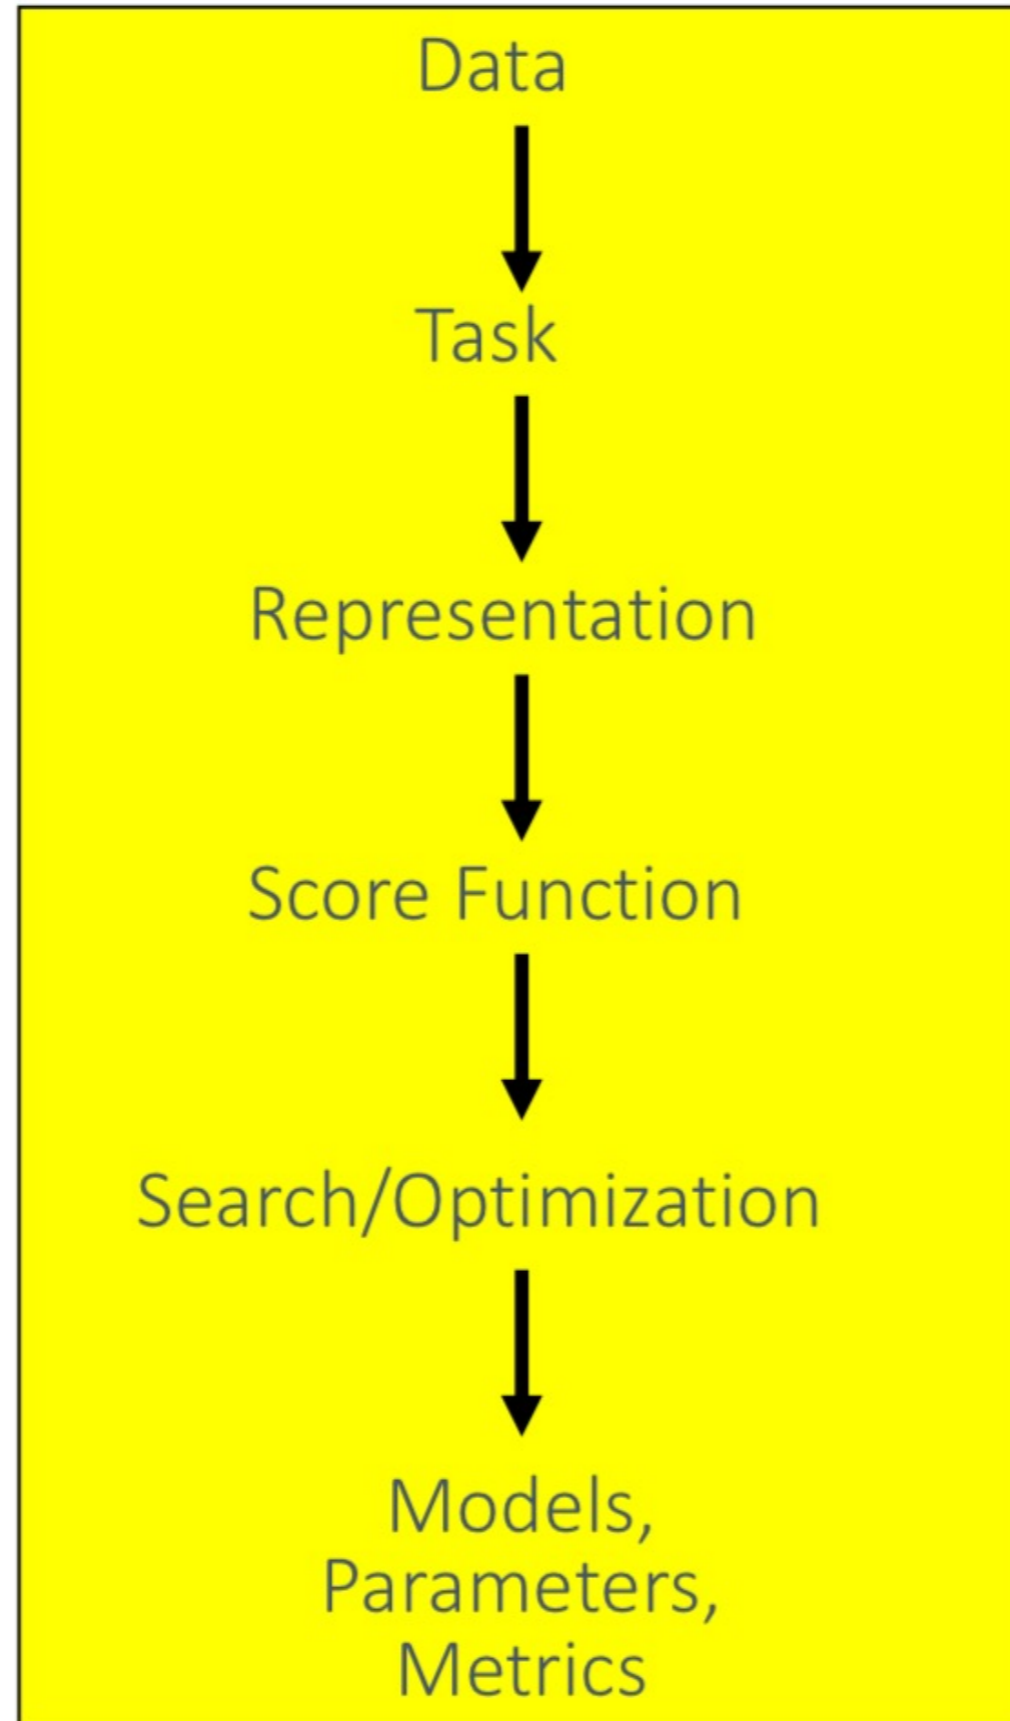 Data
Task
Representation
Score Function
Search/Optimization
Models,
Parameters,
Metrics